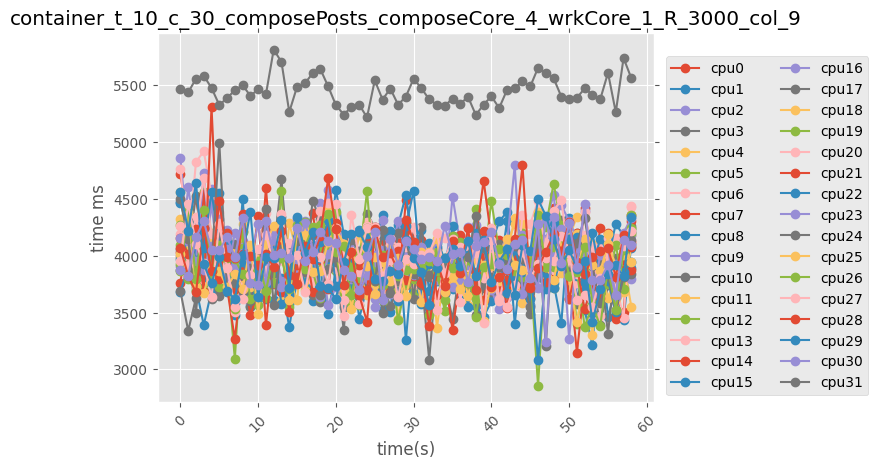 container_t_10_c_30_composePosts_composeCore_4_wrkCore_1_R_3000_col_9
time ms
5500
5000
4500
4000
3500
3000
0
10
20
30
40
50
60
time(s)
cpu0
cpu1
cpu2
cpu3
cpu4
cpu5
cpu6
cpu7
cpu8
cpu9
cpu10
cpu11
cpu12
cpu13
cpu14
cpu15
cpu16
cpu17
cpu18
cpu19
cpu20
cpu21
cpu22
cpu23
cpu24
cpu25
cpu26
cpu27
cpu28
cpu29
cpu30
cpu31